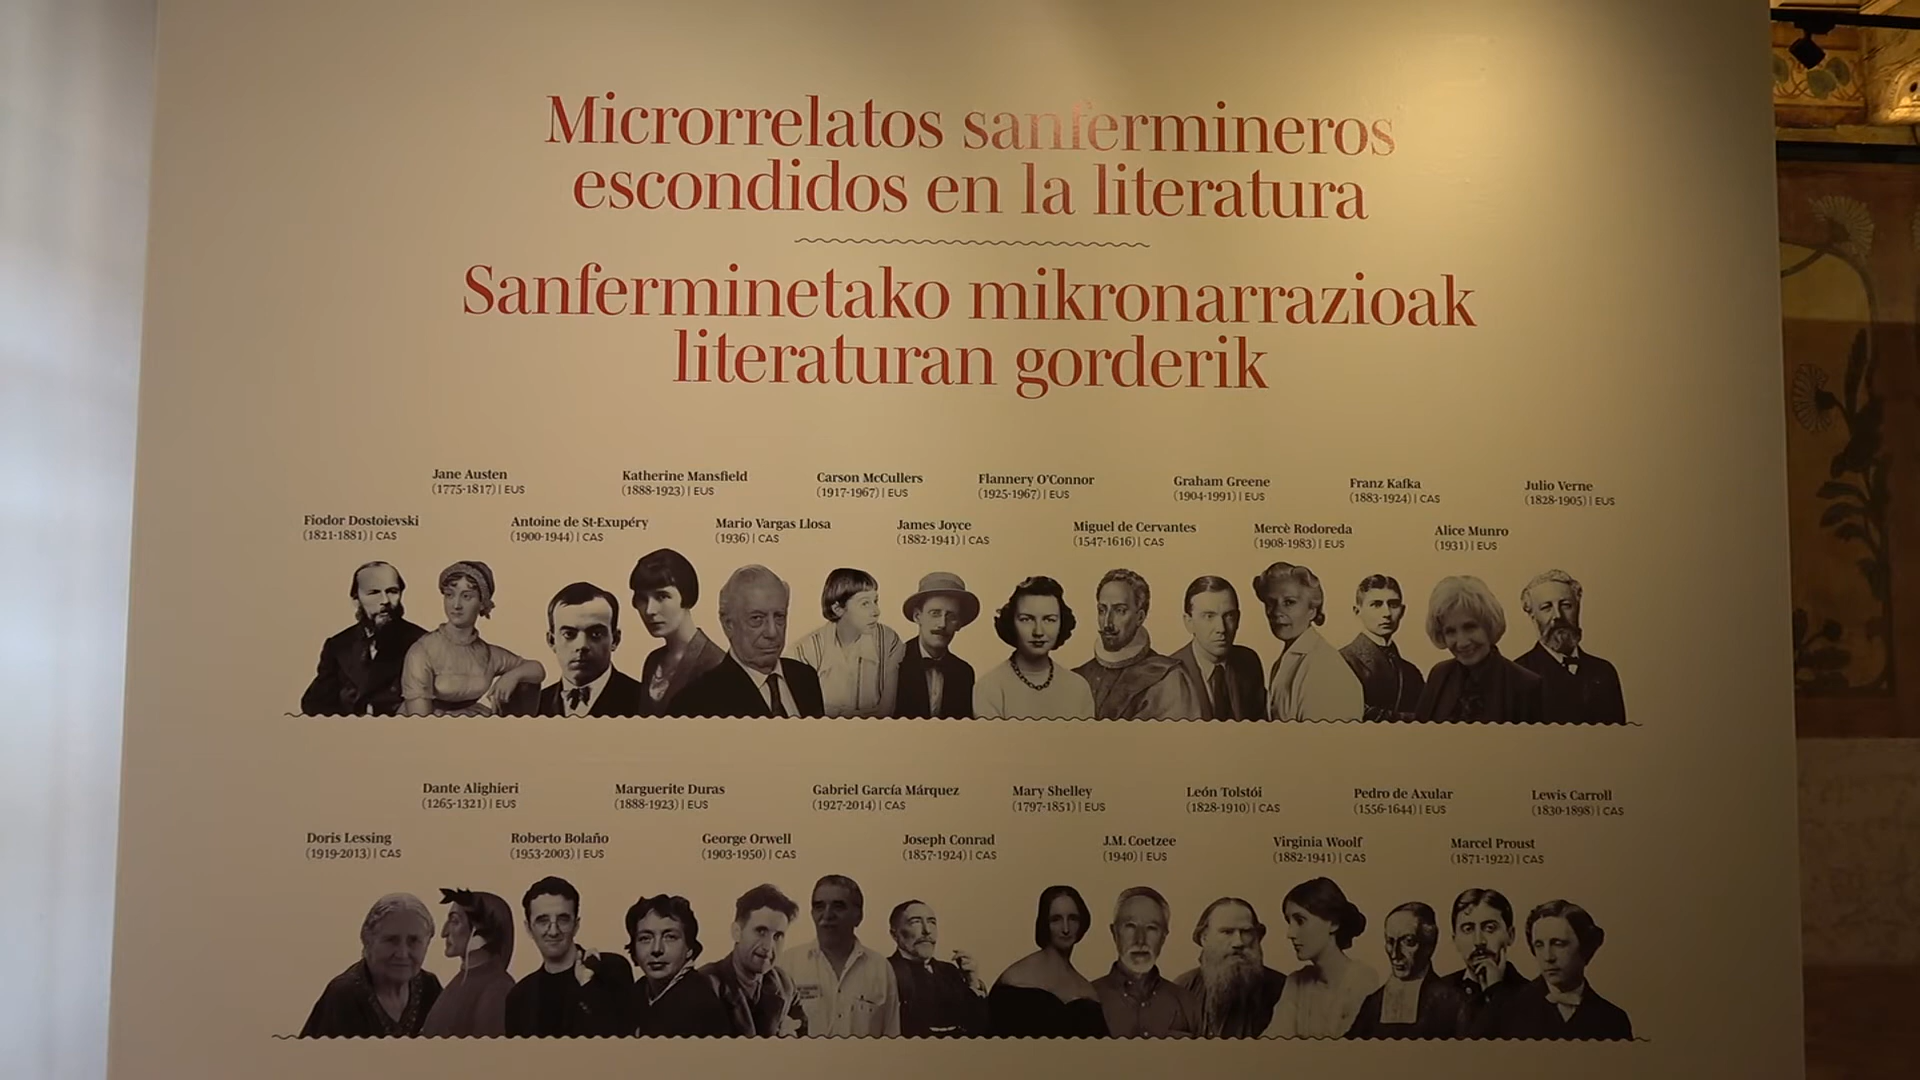 Microrrelatos sanfermineros
escondidos en la literatura
Sanferminetako mikronarrazioak
literaturan gorderik
Jane Austen
(1775-1817) | EUS
Katherine Mansfield
(1888-1923) | EUS
Carson McCullers
(1917-1967) | EUS
Flannery O'Connor
(1925-1967) | EUS
Graham Greene
(1904-1991) | EUS
Franz Kafka
(1883-1924) | CAS
Julio Verne
(1828-1905) | EUS
Fiodor Dostoievski
(1821-1881) | CAS
Antoine de St-Exupéry
(1900-1944) | CAS
Mario Vargas Llosa
(1936) | CAS
James Joyce
(1882-1941) | CAS
Miguel de Cervantes
(1547-1616) | CAS
Mercè Rodoreda
(1908-1983) | EUS
Alice Munro
(1931) | EUS
Dante Alighieri
(1265-1321) | EUS
Marguerite Duras
(1888-1923) | EUS
Gabriel García Márquez
(1927-2014) | CAS
Mary Shelley
(1797-1851) | EUS
León Tolstói
(1828-1910) | CAS
Pedro de Axular
(1556-1644) | EUS
Lewis Carroll
(1830-1898) | CAS
Doris Lessing
(1919-2013) | CAS
Roberto Bolaño
(1953-2003) | EUS
George Orwell
(1903-1950) | CAS
Joseph Conrad
(1857-1924) | CAS
J.M. Coetzee
(1940) | EUS
Virginia Woolf
(1882-1941) | CAS
Marcel Proust
(1871-1922) | CAS